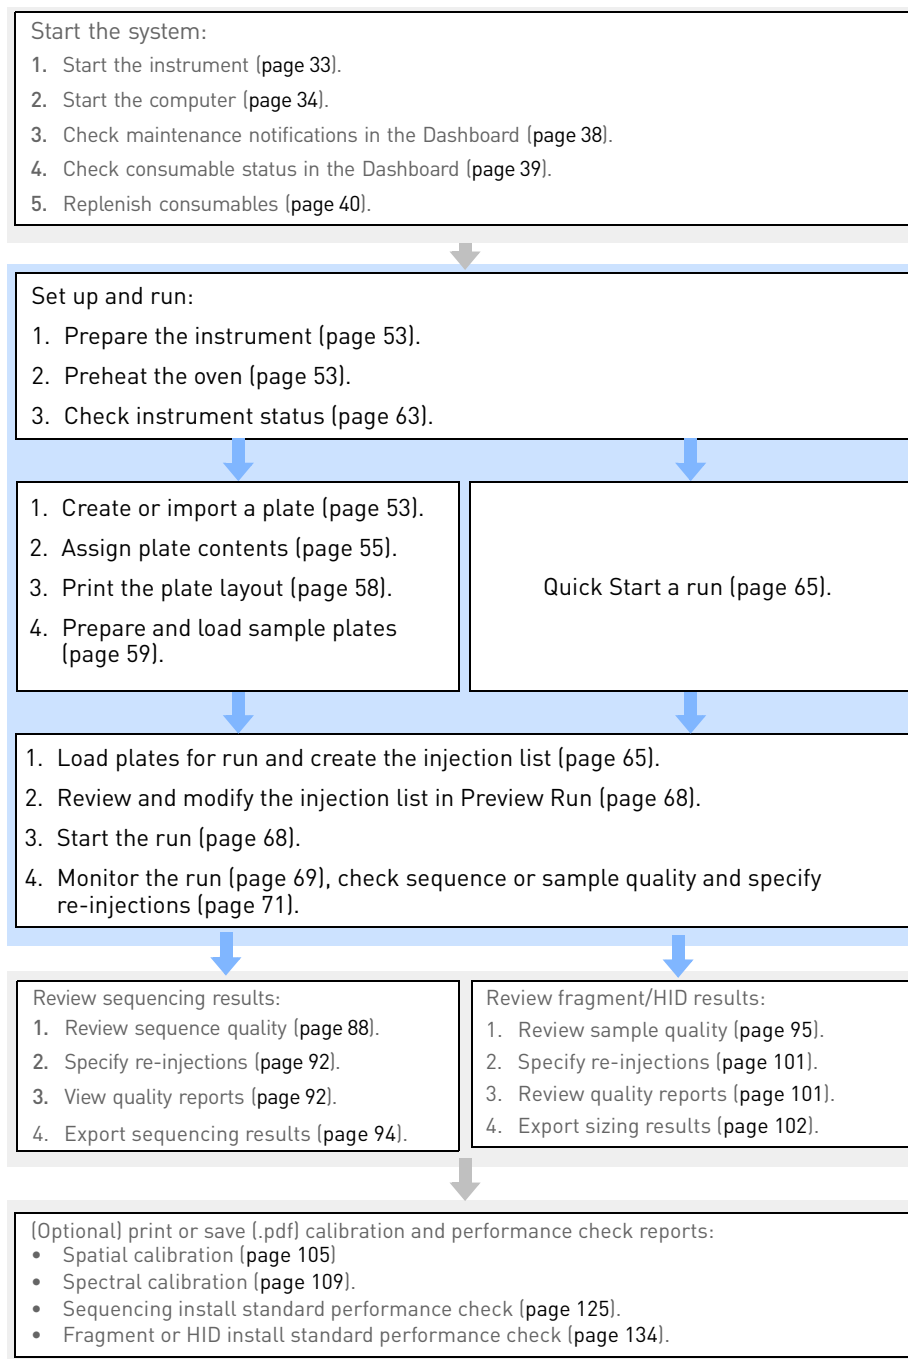 Start the system:
1. Start the instrument (page 33).
2. Start the computer (page 34).
3. Check maintenance notifications in the Dashboard (page 38).
4. Check consumable status in the Dashboard (page 39).
5. Replenish consumables (page 40).
Set up and run:
1. Prepare the instrument (page 53).
2. Preheat the oven (page 53).
3. Check instrument status (page 63).
1. Create or import a plate (page 53).
2. Assign plate contents (page 55).
3. Print the plate layout (page 58).
4. Prepare and load sample plates
(page 59).
Quick Start a run (page 65).
1. Load plates for run and create the injection list (page 65).
2. Review and modify the injection list in Preview Run (page 68).
3. Start the run (page 68).
4. Monitor the run (page 69), check sequence or sample quality and specify
re-injections (page 71).
Review sequencing results:
1. Review sequence quality (page 88).
2. Specify re-injections (page 92).
3. View quality reports (page 92).
4. Export sequencing results (page 94).
Review fragment/HID results:
1. Review sample quality (page 95).
2. Specify re-injections (page 101).
3. Review quality reports (page 101).
4. Export sizing results (page 102).
(Optional) print or save (.pdf) calibration and performance check reports:
• Spatial calibration (page 105)
• Spectral calibration (page 109).
• Sequencing install standard performance check (page 125).
• Fragment or HID install standard performance check (page 134).